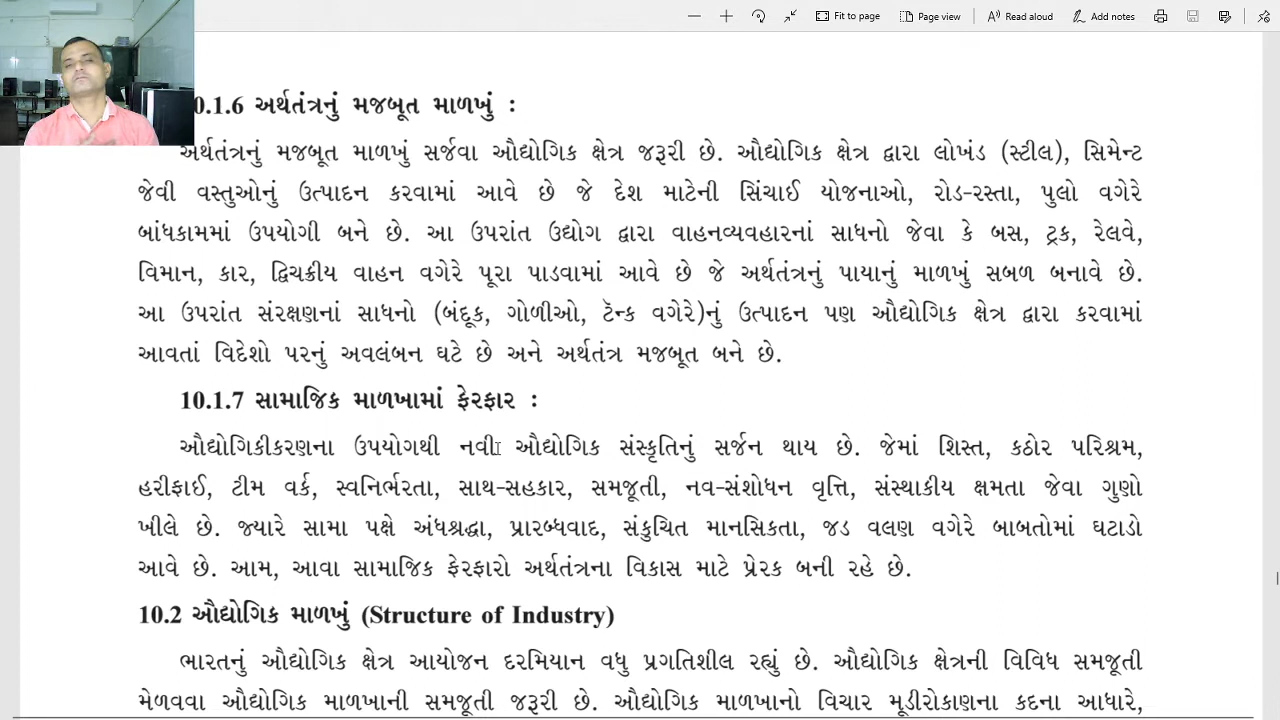 Fit to page
Page view
Read aloud
Add notes
0.1.6 અર્થતંત્રનું મજબૂત માળખું :
અર્થતંત્રનું મજબૂત માળખું સર્જવા ઔદ્યોગિક ક્ષેત્ર જરૂરી છે. ઔદ્યોગિક ક્ષેત્ર દ્વારા લોખંડ (સ્ટીલ), સિમેન્ટ
જેવી વસ્તુઓનું ઉત્પાદન કરવામાં આવે છે જે દેશ માટેની સિંચાઈ યોજનાઓ, રોડ-રસ્તા, પુલો વગેરે
બાંધકામમાં ઉપયોગી બને છે. આ ઉપરાંત ઉદ્યોગ દ્વારા વાહનવ્યવહારનાં સાધનો જેવા કે બસ, ટ્રક, રેલવે,
વિમાન, કાર, દ્વિચક્રીય વાહન વગેરે પૂરા પાડવામાં આવે છે જે અર્થતંત્રનું પાયાનું માળખું સબળ બનાવે છે.
આ ઉપરાંત સંરક્ષણનાં સાધનો (બંદૂક, ગોળીઓ, ટૅન્ક વગેરે)નું ઉત્પાદન પણ ઔદ્યોગિક ક્ષેત્ર દ્વારા કરવામાં
આવતાં વિદેશો પરનું અવલંબન ઘટે છે અને અર્થતંત્ર મજબૂત બને છે.
10.1.7 સામાજિક માળખામાં ફેરફાર :
ઔદ્યોગિકીકરણના ઉપયોગથી નવી ઔદ્યોગિક સંસ્કૃતિનું સર્જન થાય છે. જેમાં શિસ્ત, કઠોર પરિશ્રમ,
હરીફાઈ, ટીમ વર્ક, સ્વનિર્ભરતા, સાથ-સહકાર, સમજૂતી, નવ-સંશોધન વૃત્તિ, સંસ્થાકીય ક્ષમતા જેવા ગુણો
ખીલે છે. જ્યારે સામા પક્ષે અંધશ્રદ્ધા, પ્રારબ્ધવાદ, સંકુચિત માનસિકતા, જડ વલણ વગેરે બાબતોમાં ઘટાડો
આવે છે. આમ, આવા સામાજિક ફેરફારો અર્થતંત્રના વિકાસ માટે પ્રેરક બની રહે છે.
10.2 ઔદ્યોગિક માળખું (Structure of Industry)
ભારતનું ઔદ્યોગિક ક્ષેત્ર આયોજન દરમિયાન વધુ પ્રગતિશીલ રહ્યું છે. ઔદ્યોગિક ક્ષેત્રની વિવિધ સમજૂતી
મેળવવા ઔદ્યોગિક માળખાની સમજૂતી જરૂરી છે. ઔદ્યોગિક માળખાનો વિચાર મૂડીરોકાણના કદના આધારે,